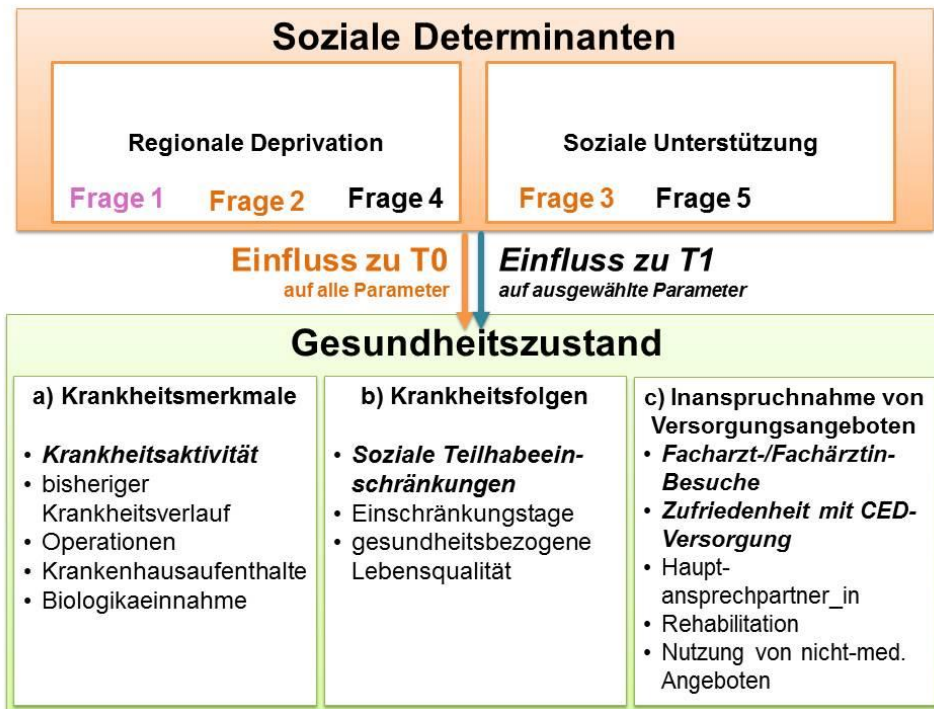 Soziale Determinanten
Regionale Deprivation
Frage 1 Frage 2 Frage 4
Soziale Unterstützung
Frage 3 Frage 5
Einfluss zu T0
auf alle Parameter
Einfluss zu T1
auf ausgewählte Parameter
Gesundheitszustand
a) Krankheitsmerkmale
• Krankheitsaktivität
• bisheriger
Krankheitsverlauf
• Operationen
• Krankenhausaufenthalte
• Biologikaeinnahme
b) Krankheitsfolgen
• Soziale Teilhabeein-
schränkungen
• Einschränkungstage
• gesundheitsbezogene
Lebensqualität
c) Inanspruchnahme von
Versorgungsangeboten
• Facharzt-/Fachärztin-
Besuche
• Zufriedenheit mit CED-
Versorgung
• Haupt-
ansprechpartner_in
• Rehabilitation
• Nutzung von nicht-med.
Angeboten